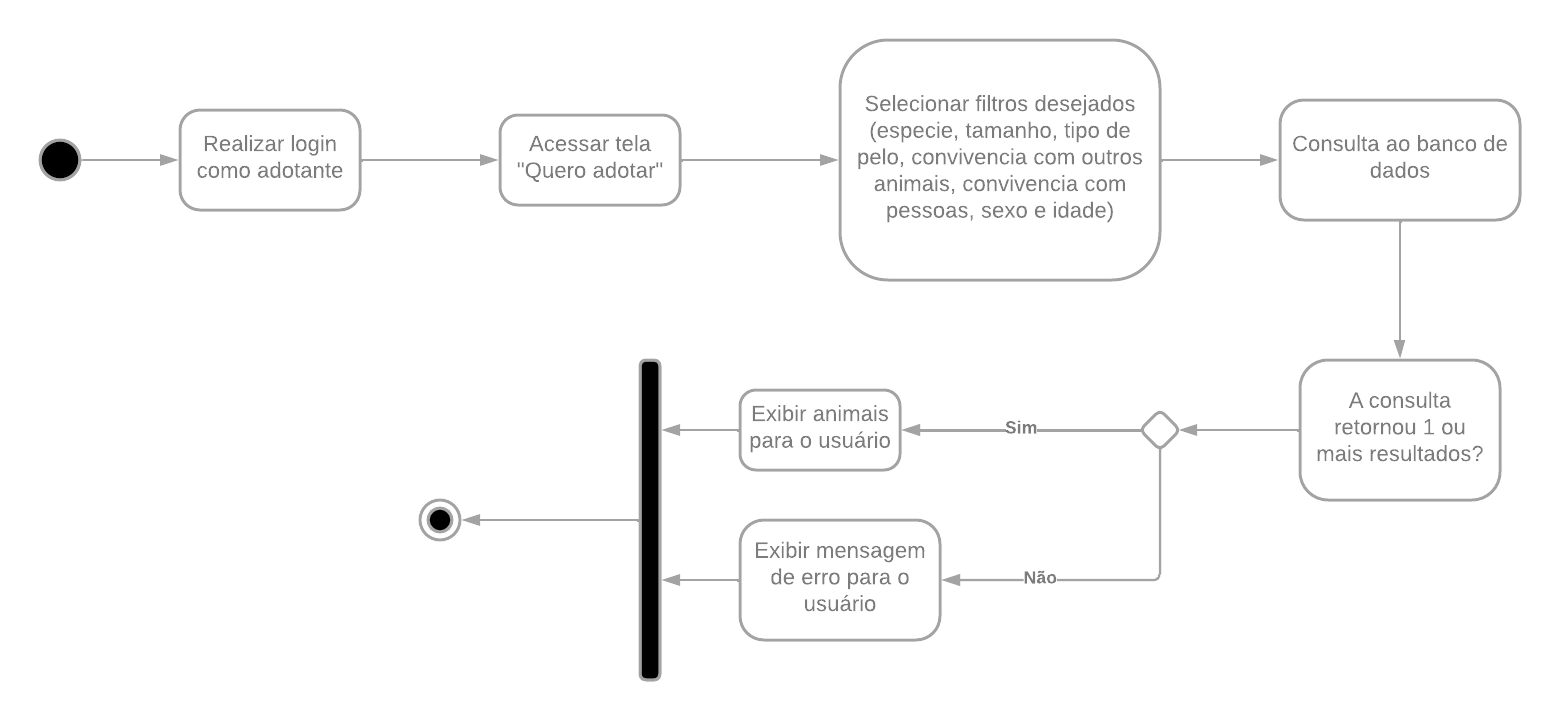 Realizar login
como adotante
Acessar tela
"Quero adotar"
Selecionar filtros desejados
(especie, tamanho, tipo de
pelo, convivencia com outros
animais, convivencia com
pessoas, sexo e idade)
Consulta ao banco de
dados
A consulta
retornou 1 ou
mais resultados?
Sim
Exibir animais
para o usuário
Não
Exibir mensagem
de erro para o
usuário